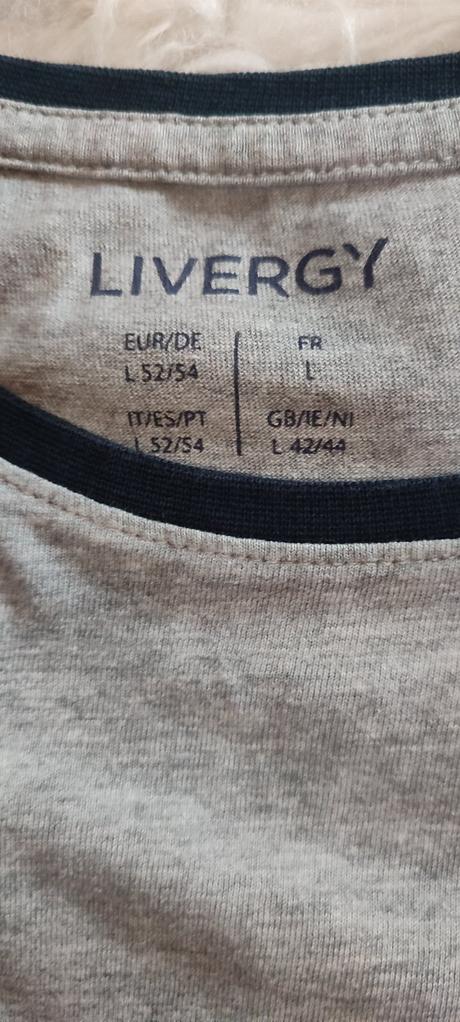 LIVERGY
EUR/DE FR
L 52/54 L
IT/ES/PT GB/IE/NI
L 52/54 L 42/44